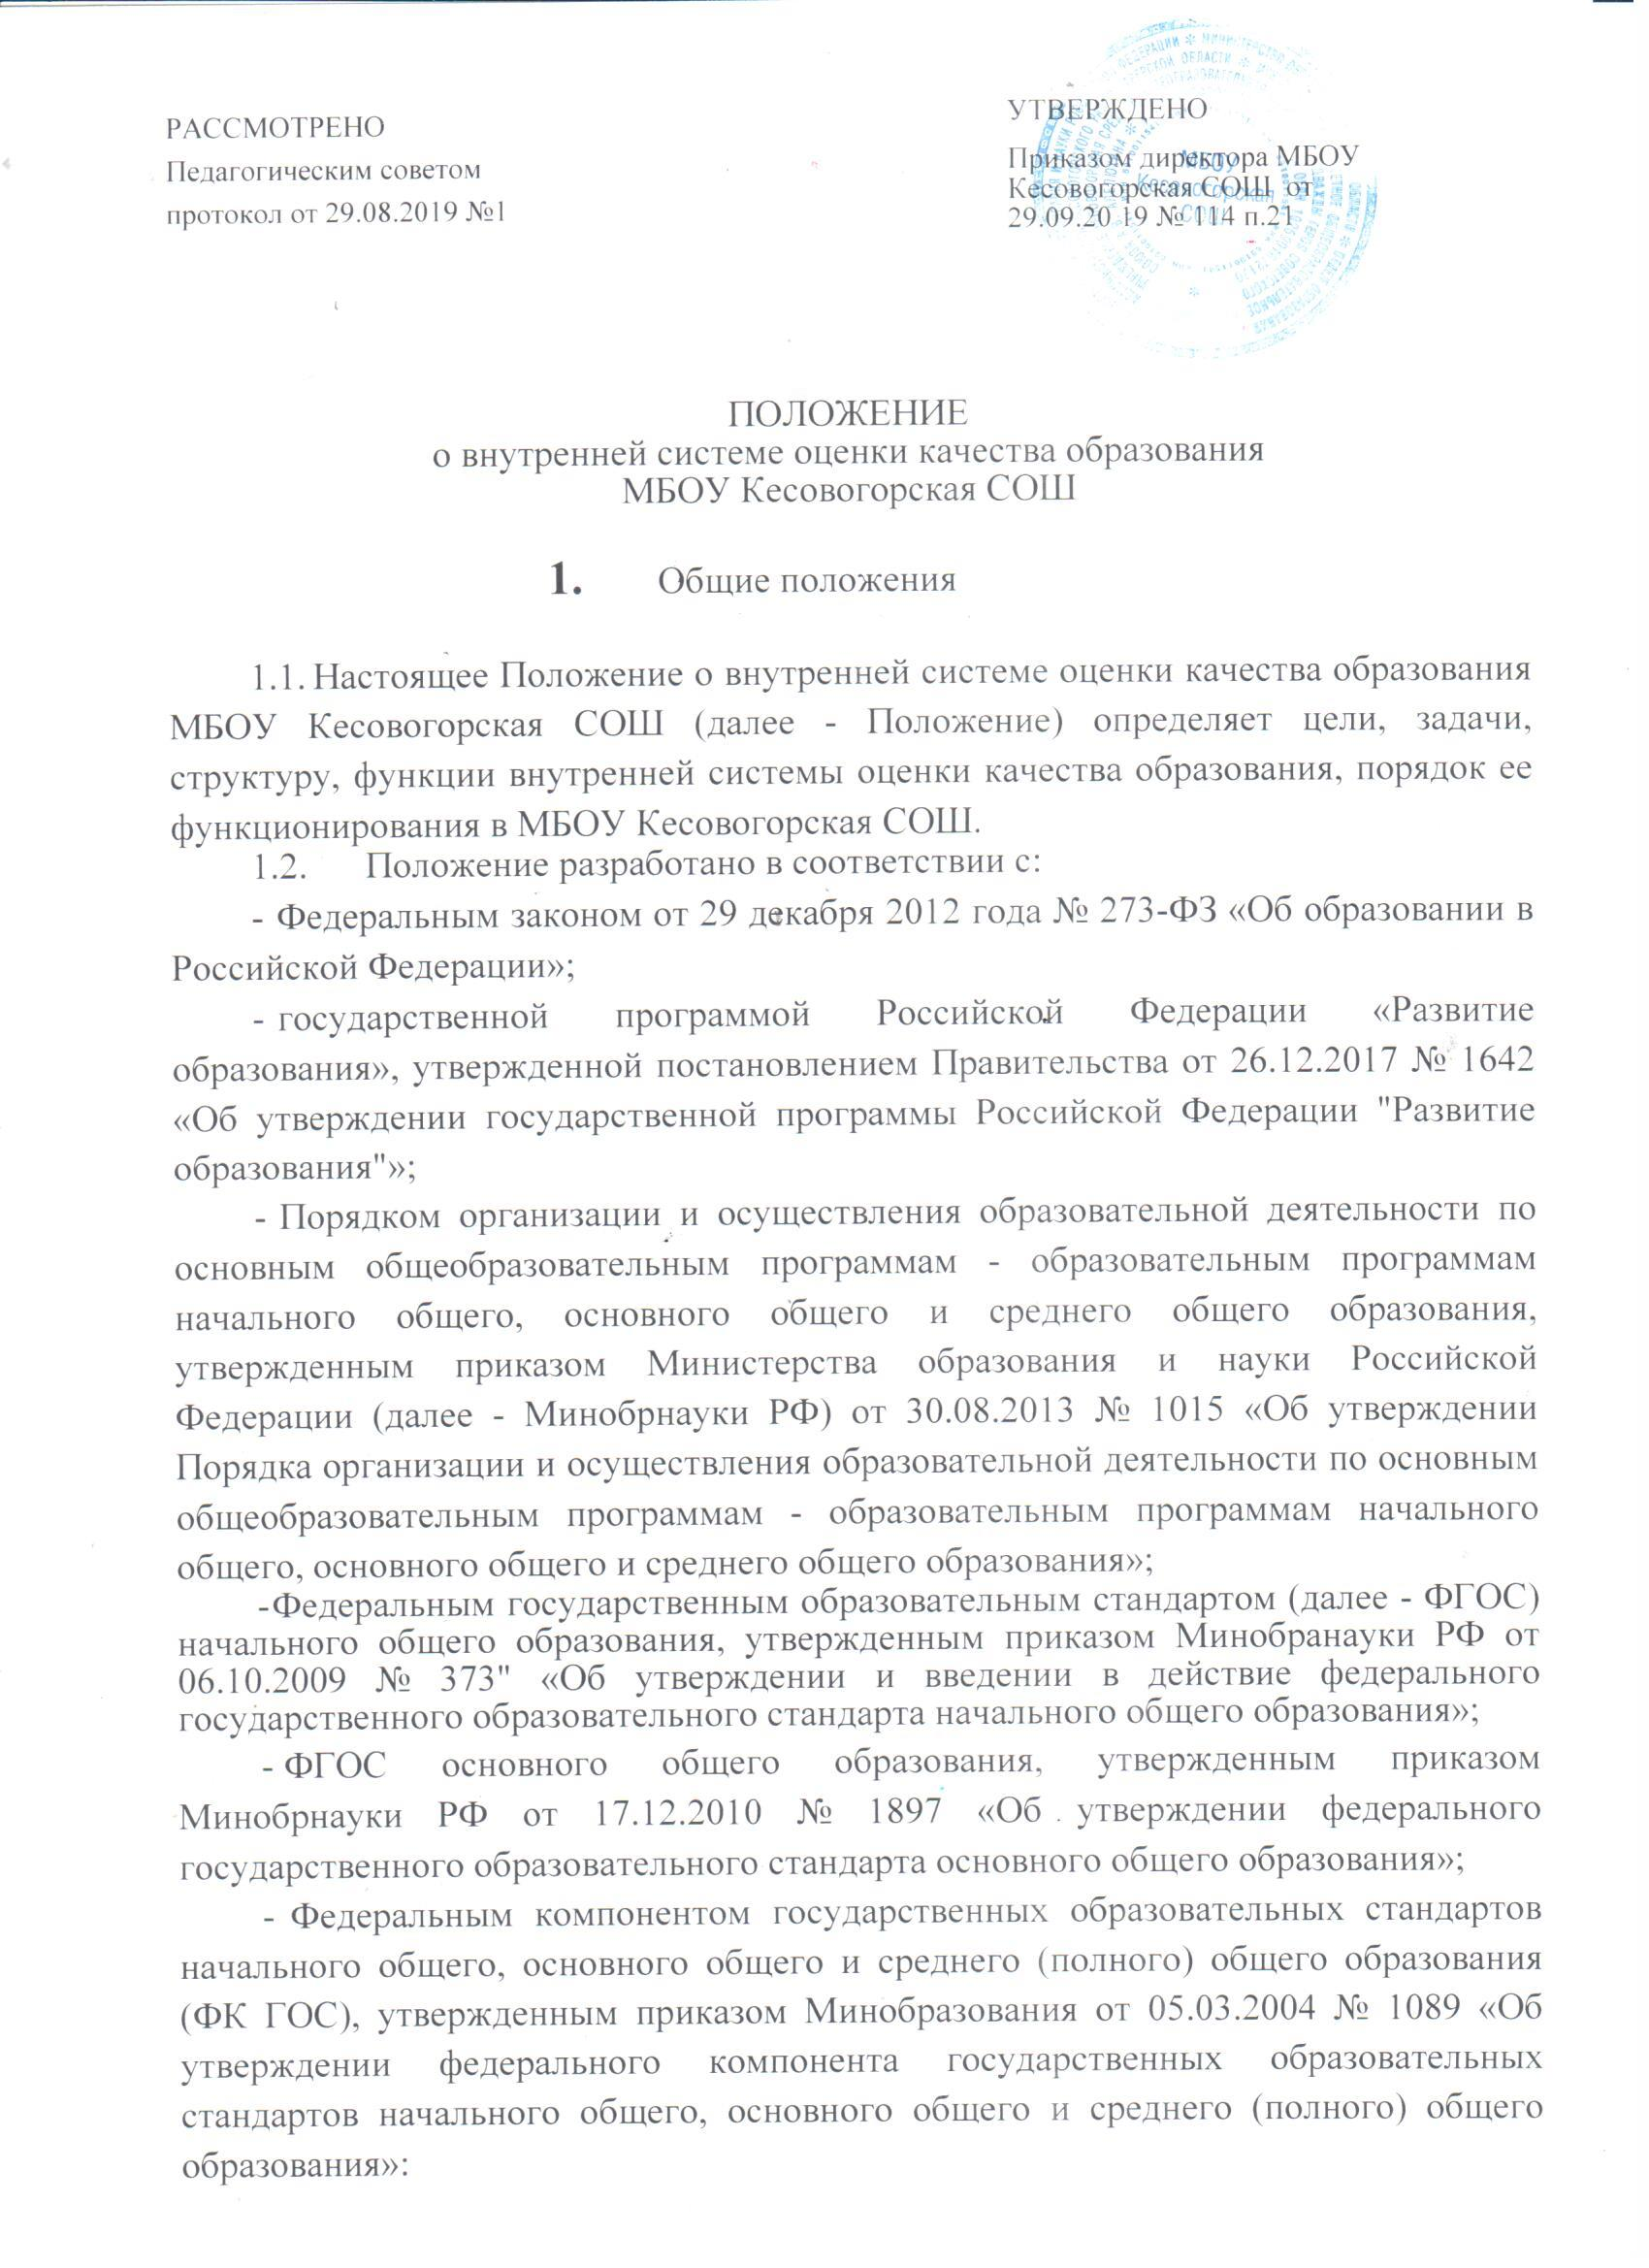 РАССМОТРЕНО
Педагогическим советом
протокол от 29.08.2019 №1
УТВЕРЖДЕНО
Приказом директора МБОУ
Кесовогорская СОШ от
29.09.20 19 № 114 п.21
МБОУ
Кесовогорская
СОШ
ПОЛОЖЕНИЕ
о внутренней системе оценки качества образования
МБОУ Кесовогорская СОШ
1. Общие положения
1.1. Настоящее Положение о внутренней системе оценки качества образования
МБОУ Кесовогорская СОШ (далее - Положение) определяет цели, задачи,
структуру, функции внутренней системы оценки качества образования, порядок ее
функционирования в МБОУ Кесовогорская СОШ.
1.2. Положение разработано в соответствии с:
- Федеральным законом от 29 декабря 2012 года № 273-ФЗ «Об образовании в
Российской Федерации»;
- государственной программой Российской Федерации «Развитие
образования», утвержденной постановлением Правительства от 26.12.2017 № 1642
«Об утверждении государственной программы Российской Федерации "Развитие
образования"»;
- Порядком организации и осуществления образовательной деятельности по
основным общеобразовательным программам - образовательным программам
начального общего, основного общего и среднего общего образования,
утвержденным приказом Министерства образования и науки Российской
Федерации (далее - Минобрнауки РФ) от 30.08.2013 № 1015 «Об утверждении
Порядка организации и осуществления образовательной деятельности по основным
общеобразовательным программам - образовательным программам начального
общего, основного общего и среднего общего образования»;
-Федеральным государственным образовательным стандартом (далее - ФГОС)
начального общего образования, утвержденным приказом Минобранауки РФ от
06.10.2009 № 373" «Об утверждении и введении в действие федерального
государственного образовательного стандарта начального общего образования»;
- ФГОС основного общего образования, утвержденным приказом
Минобрнауки РФ от 17.12.2010 № 1897 «Об утверждении федерального
государственного образовательного стандарта основного общего образования»;
- Федеральным компонентом государственных образовательных стандартов
начального общего, основного общего и среднего (полного) общего образования
(ФК ГОС), утвержденным приказом Минобразования от 05.03.2004 № 1089 «Об
утверждении федерального компонента государственных образовательных
стандартов начального общего, основного общего и среднего (полного) общего
образования»: